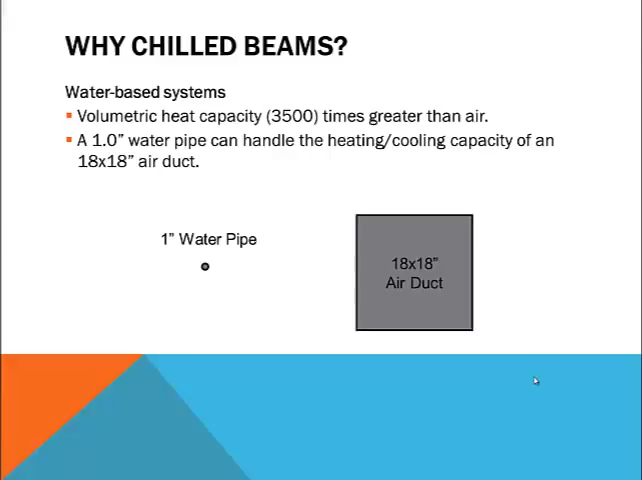 WHY CHILLED BEAMS?
Water-based systems
▪ Volumetric heat capacity (3500) times greater than air.
▪ A 1.0” water pipe can handle the heating/cooling capacity of an
18x18” air duct.
1” Water Pipe
18x18”
Air Duct